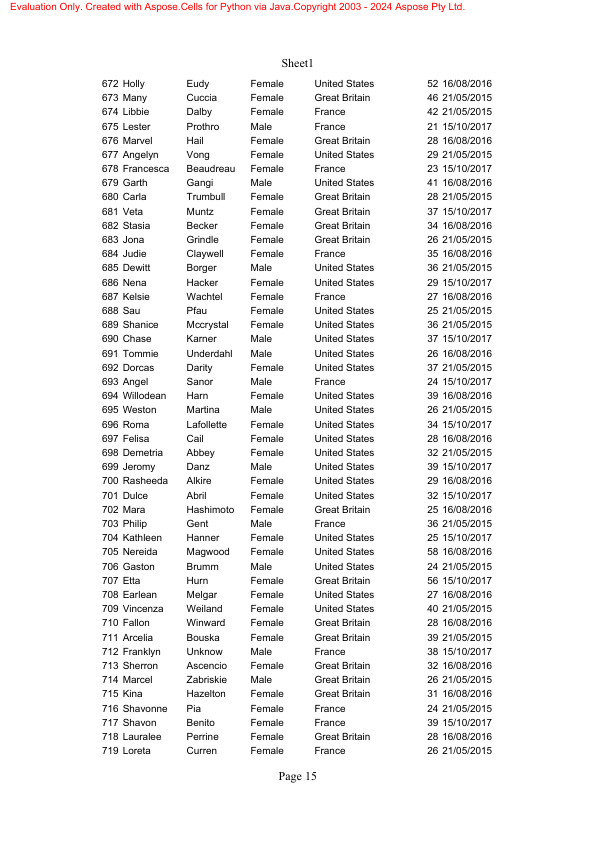 Evaluation Only. Created with Aspose.Cells for Python via Java.Copyright 2003 - 2024 Aspose Pty Ltd.
Sheet1
672 Holly Eudy Female United States 52 16/08/2016
673 Many Cuccia Female Great Britain 46 21/05/2015
674 Libbie Dalby Female France 42 21/05/2015
675 Lester Prothro Male France 21 15/10/2017
676 Marvel Hail Female Great Britain 28 16/08/2016
677 Angelyn Vong Female United States 29 21/05/2015
678 Francesca Beaudreau Female France 23 15/10/2017
679 Garth Gangi Male United States 41 16/08/2016
680 Carla Trumbull Female Great Britain 28 21/05/2015
681 Veta Muntz Female Great Britain 37 15/10/2017
682 Stasia Becker Female Great Britain 34 16/08/2016
683 Jona Grindle Female Great Britain 26 21/05/2015
684 Judie Claywell Female France 35 16/08/2016
685 Dewitt Borger Male United States 36 21/05/2015
686 Nena Hacker Female United States 29 15/10/2017
687 Kelsie Wachtel Female France 27 16/08/2016
688 Sau Pfau Female United States 25 21/05/2015
689 Shanice Mccrystal Female United States 36 21/05/2015
690 Chase Karner Male United States 37 15/10/2017
691 Tommie Underdahl Male United States 26 16/08/2016
692 Dorcas Darity Female United States 37 21/05/2015
693 Angel Sanor Male France 24 15/10/2017
694 Willodean Harn Female United States 39 16/08/2016
695 Weston Martina Male United States 26 21/05/2015
696 Roma Lafollette Female United States 34 15/10/2017
697 Felisa Cail Female United States 28 16/08/2016
698 Demetria Abbey Female United States 32 21/05/2015
699 Jeromy Danz Male United States 39 15/10/2017
700 Rasheeda Alkire Female United States 29 16/08/2016
701 Dulce Abril Female United States 32 15/10/2017
702 Mara Hashimoto Female Great Britain 25 16/08/2016
703 Philip Gent Male France 36 21/05/2015
704 Kathleen Hanner Female United States 25 15/10/2017
705 Nereida Magwood Female United States 58 16/08/2016
706 Gaston Brumm Male United States 24 21/05/2015
707 Etta Hurn Female Great Britain 56 15/10/2017
708 Earlean Melgar Female United States 27 16/08/2016
709 Vincenza Weiland Female United States 40 21/05/2015
710 Fallon Winward Female Great Britain 28 16/08/2016
711 Arcelia Bouska Female Great Britain 39 21/05/2015
712 Franklyn Unknow Male France 38 15/10/2017
713 Sherron Ascencio Female Great Britain 32 16/08/2016
714 Marcel Zabriskie Male Great Britain 26 21/05/2015
715 Kina Hazelton Female Great Britain 31 16/08/2016
716 Shavonne Pia Female France 24 21/05/2015
717 Shavon Benito Female France 39 15/10/2017
718 Lauralee Perrine Female Great Britain 28 16/08/2016
719 Loreta Curren Female France 26 21/05/2015
Page 15